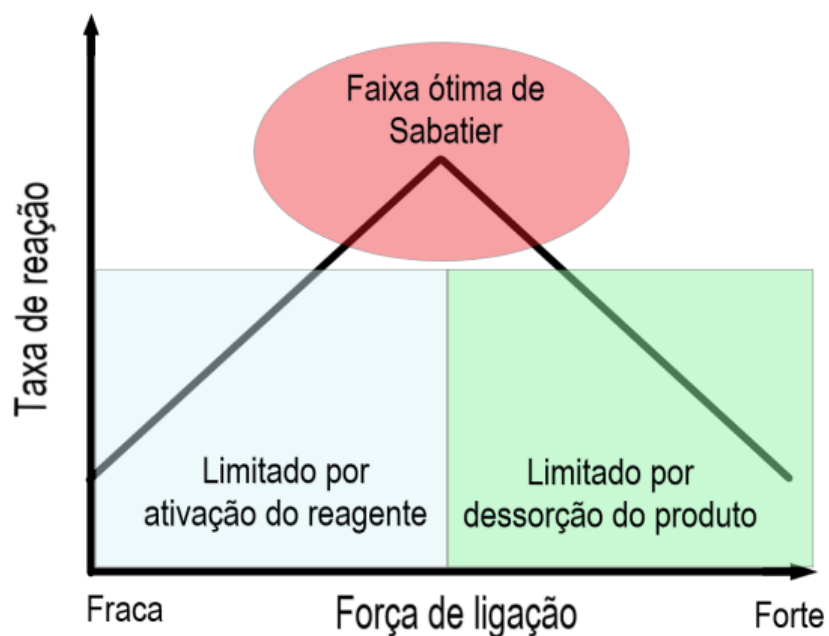 Faixa ótima de
Sabatier
Taxa de reação
Limitado por
ativação do reagente
Limitado por
dessorção do produto
Fraca
Força de ligação
Forte